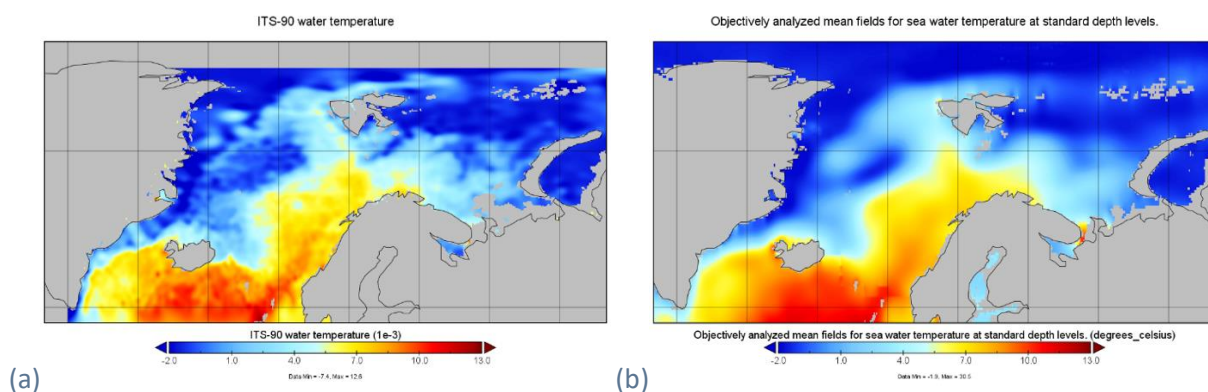 ITS-90 water temperature
ITS-90 water temperature (1e-3)
-2.0 1.0 4.0 7.0 10.0 13.0
Data Min = -7.4, Max = 12.6
(a)
Objectively analyzed mean fields for sea water temperature at standard depth levels.
Objectively analyzed mean fields for sea water temperature at standard depth levels. (degrees_celsius)
-2.0 1.0 4.0 7.0 10.0 13.0
Data Min = -1.9, Max = 30.5
(b)